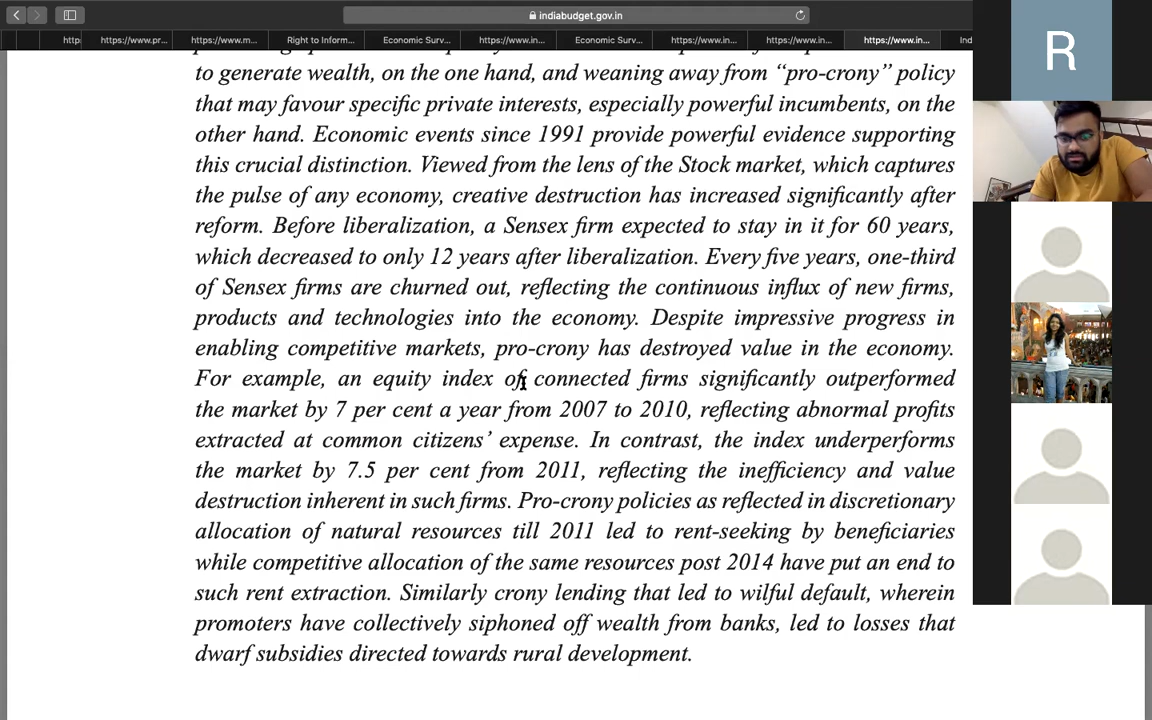 indiabudget.gov.in
http
https://www.pr...
https://www.m...
Right to Inform...
Economic Surv...
https://www.in...
Economic Surv...
https://www.in...
https://www.in...
https://www.in...
Ind
to generate wealth, on the one hand, and weaning away from “pro-crony” policy
that may favour specific private interests, especially powerful incumbents, on the
other hand. Economic events since 1991 provide powerful evidence supporting
this crucial distinction. Viewed from the lens of the Stock market, which captures
the pulse of any economy, creative destruction has increased significantly after
reform. Before liberalization, a Sensex firm expected to stay in it for 60 years,
which decreased to only 12 years after liberalization. Every five years, one-third
of Sensex firms are churned out, reflecting the continuous influx of new firms,
products and technologies into the economy. Despite impressive progress in
enabling competitive markets, pro-crony has destroyed value in the economy.
For example, an equity index of connected firms significantly outperformed
the market by 7 per cent a year from 2007 to 2010, reflecting abnormal profits
extracted at common citizens’ expense. In contrast, the index underperforms
the market by 7.5 per cent from 2011, reflecting the inefficiency and value
destruction inherent in such firms. Pro-crony policies as reflected in discretionary
allocation of natural resources till 2011 led to rent-seeking by beneficiaries
while competitive allocation of the same resources post 2014 have put an end to
such rent extraction. Similarly crony lending that led to wilful default, wherein
promoters have collectively siphoned off wealth from banks, led to losses that
dwarf subsidies directed towards rural development.
R